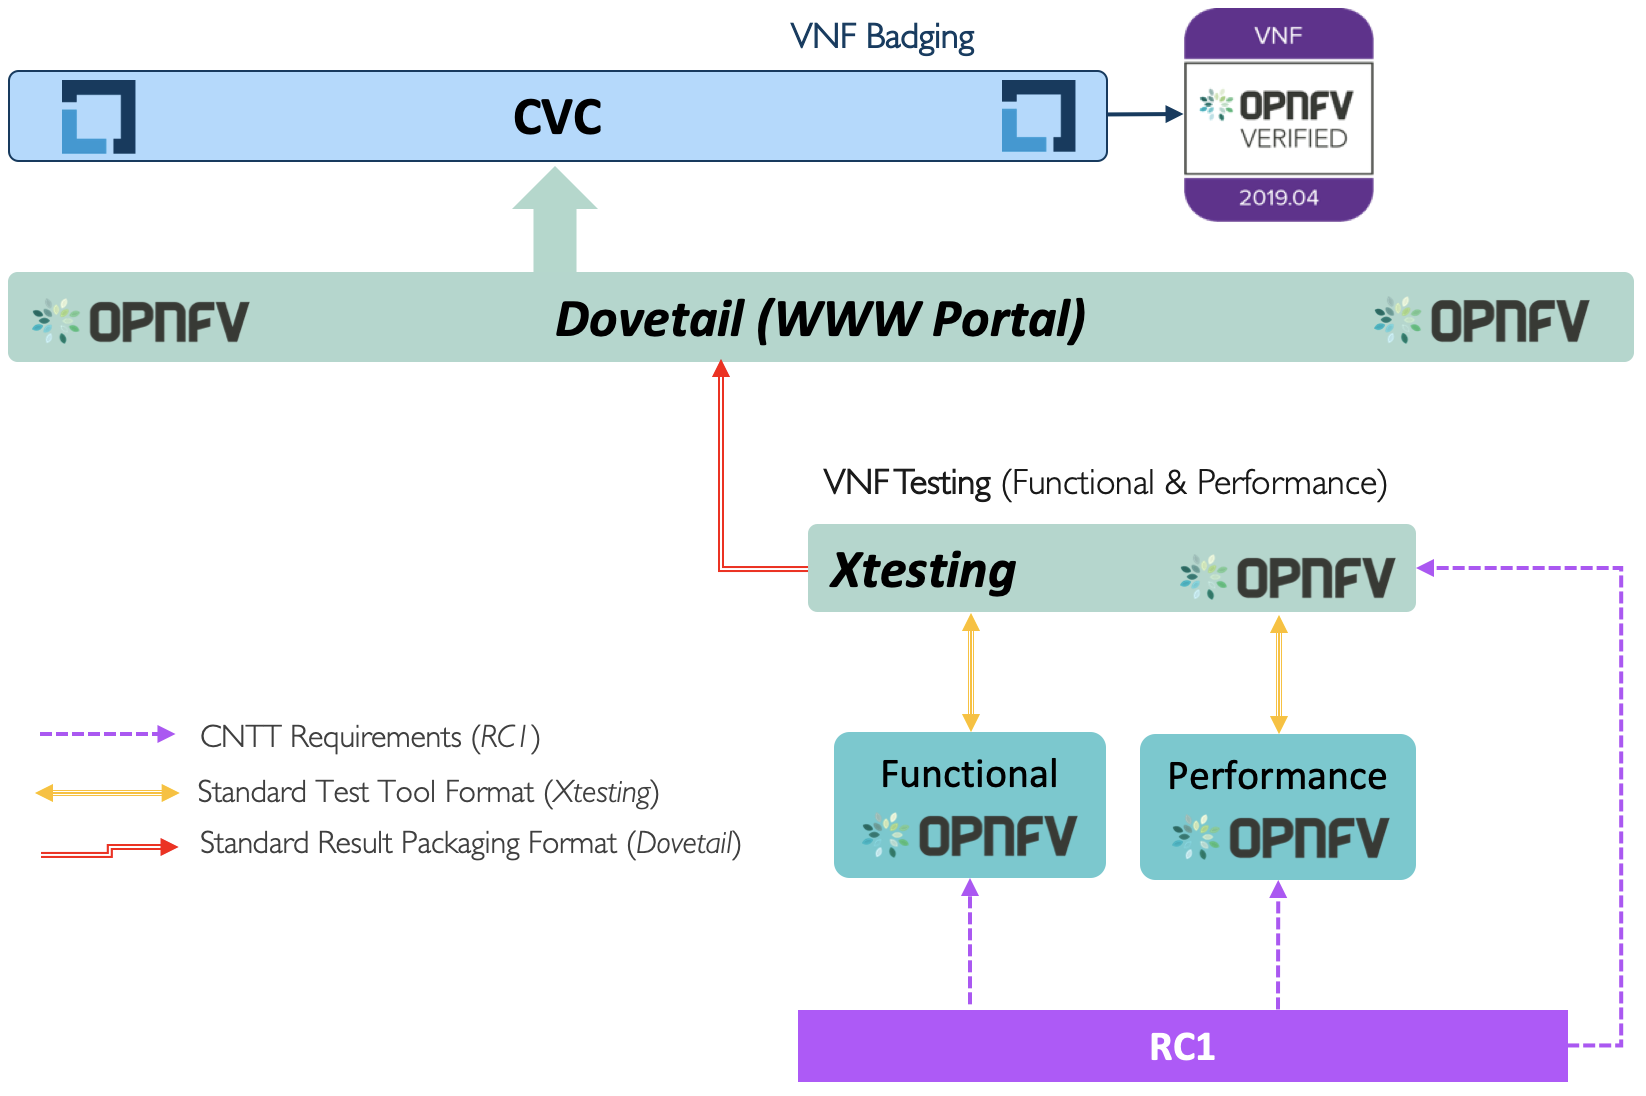 VNF Badging
VNF
CVC
OPNFV
VERIFIED
2019.04
OPNFV
Dovetail (WWW Portal)
OPNFV
VNF Testing (Functional & Performance)
Xtesting
OPNFV
CNTT Requirements (RC1)
Standard Test Tool Format (Xtesting)
Standard Result Packaging Format (Dovetail)
Functional
OPNFV
Performance
OPNFV
RC1